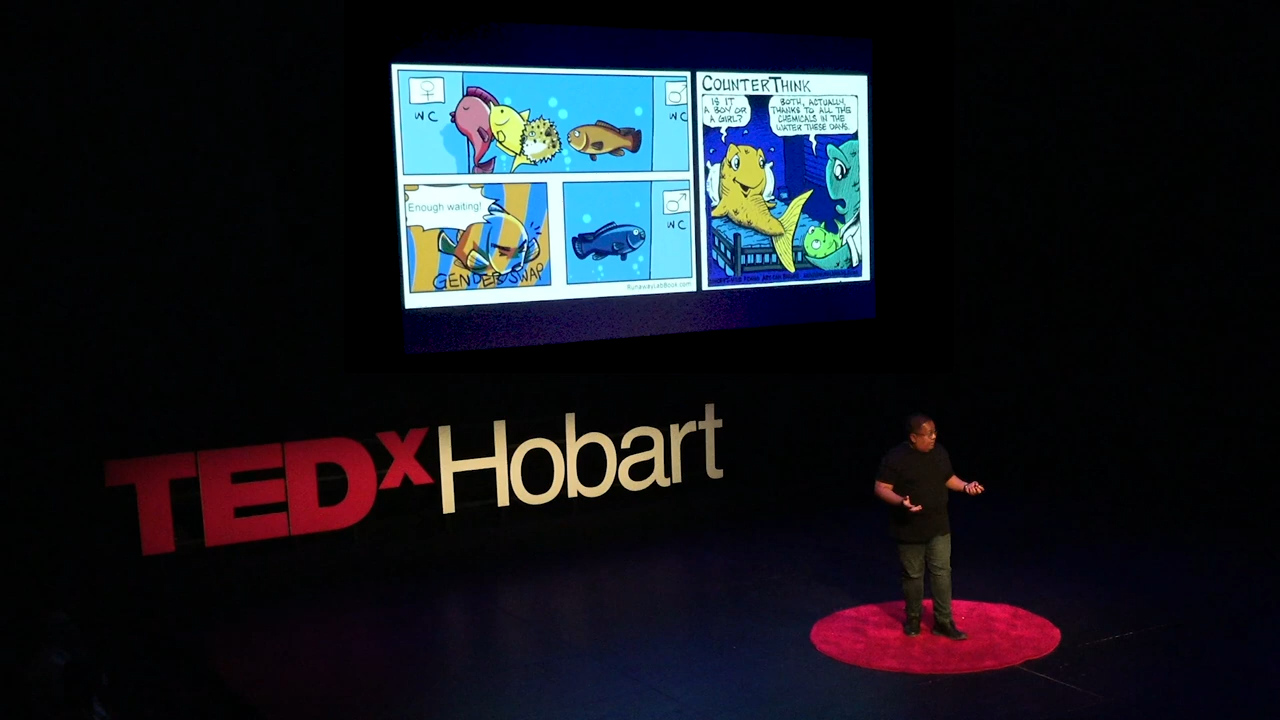 WC
WC
Enough waiting!
GENDER SWAP
WC
RunawayLabBook.com
COUNTERTHINK
IS IT
A BOY OR
A GIRL?
BOTH, ACTUALLY,
THANKS TO ALL THE
CHEMICALS IN THE
WATER THESE DAYS.
TEDxHobart